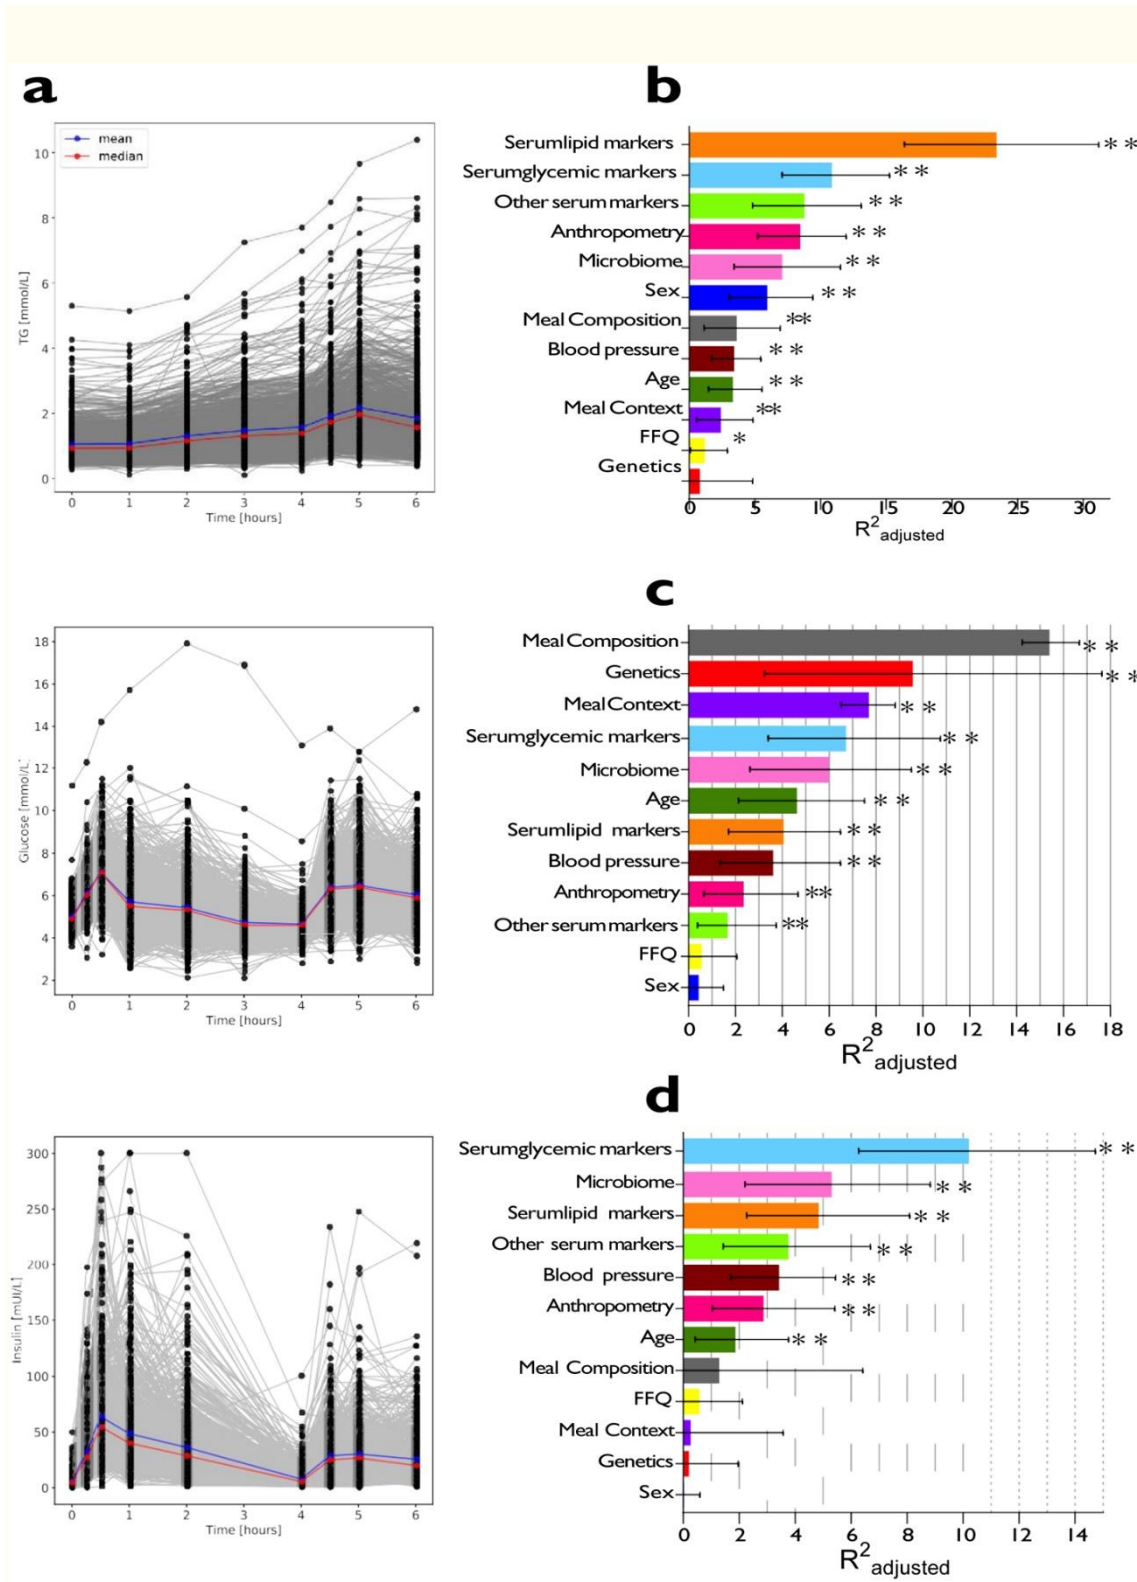 a
mean
median
10
8
6
4
2
0
TG [mmol/L]
0 1 2 3 4 5 6
Time [hours]
b
Serumlipid markers **
Serumglycemic markers **
Other serum markers **
Anthropometry **
Microbiome **
Sex **
Meal Composition **
Blood pressure **
Age **
Meal Context **
FFQ *
Genetics
0 5 10 15 20 25 30
R2adjusted
18
16
14
12
10
8
6
4
2
Glucose [mmol/L]
0 1 2 3 4 5 6
Time [hours]
c
Meal Composition **
Genetics **
Meal Context **
Serumglycemic markers **
Microbiome **
Age **
Serumlipid markers **
Blood pressure **
Anthropometry **
Other serum markers **
FFQ
Sex
0 2 4 6 8 10 12 14 16 18
R2adjusted
300
250
200
150
100
50
0
Insulin [mUI/L]
0 1 2 3 4 5 6
Time [hours]
d
Serumglycemic markers **
Microbiome **
Serumlipid markers **
Other serum markers **
Blood pressure **
Anthropometry **
Age **
Meal Composition
FFQ
Meal Context
Genetics
Sex
0 2 4 6 8 10 12 14
R2adjusted